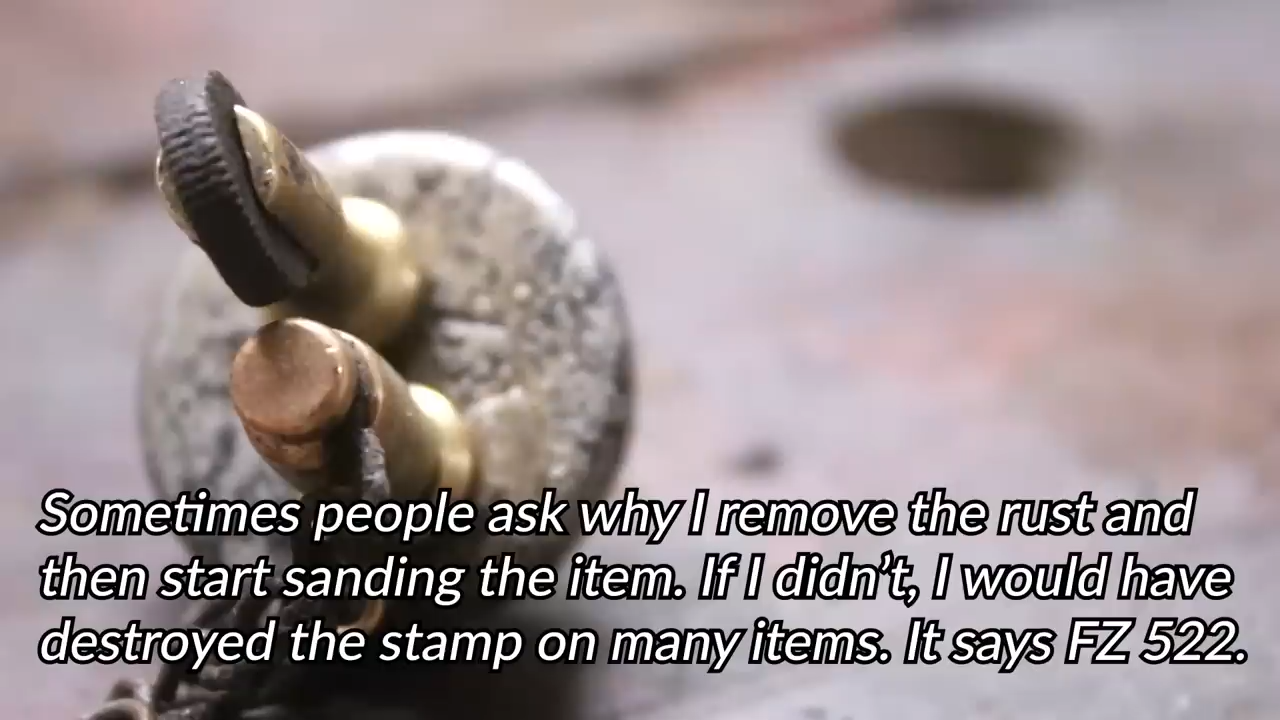 Sometimes people ask why I remove the rust and
then start sanding the item. If I didn’t, I would have
destroyed the stamp on many items. It says FZ 522.